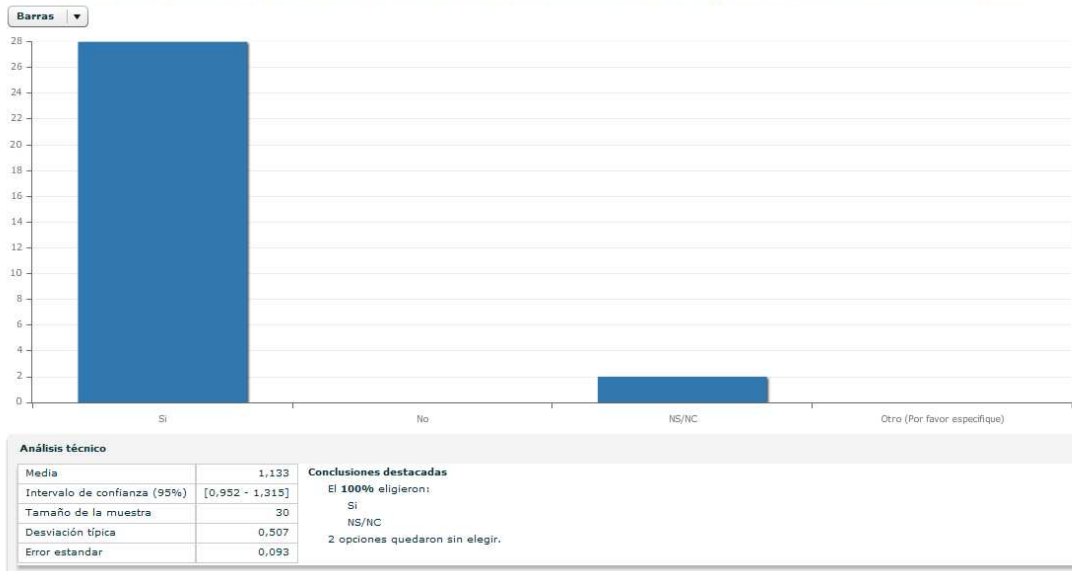 Barras
28
26
24
22
20
18
16
14
12
10
8
6
4
2
0
Si No NS/NC Otro (Por favor especifique)
Análisis técnico
Media 1,133
Intervalo de confianza (95%) [0,952 - 1,315]
Tamaño de la muestra 30
Desviación típica 0,507
Error estandar 0,093
Conclusiones destacadas
El 100% eligieron:
Si
NS/NC
2 opciones quedaron sin elegir.